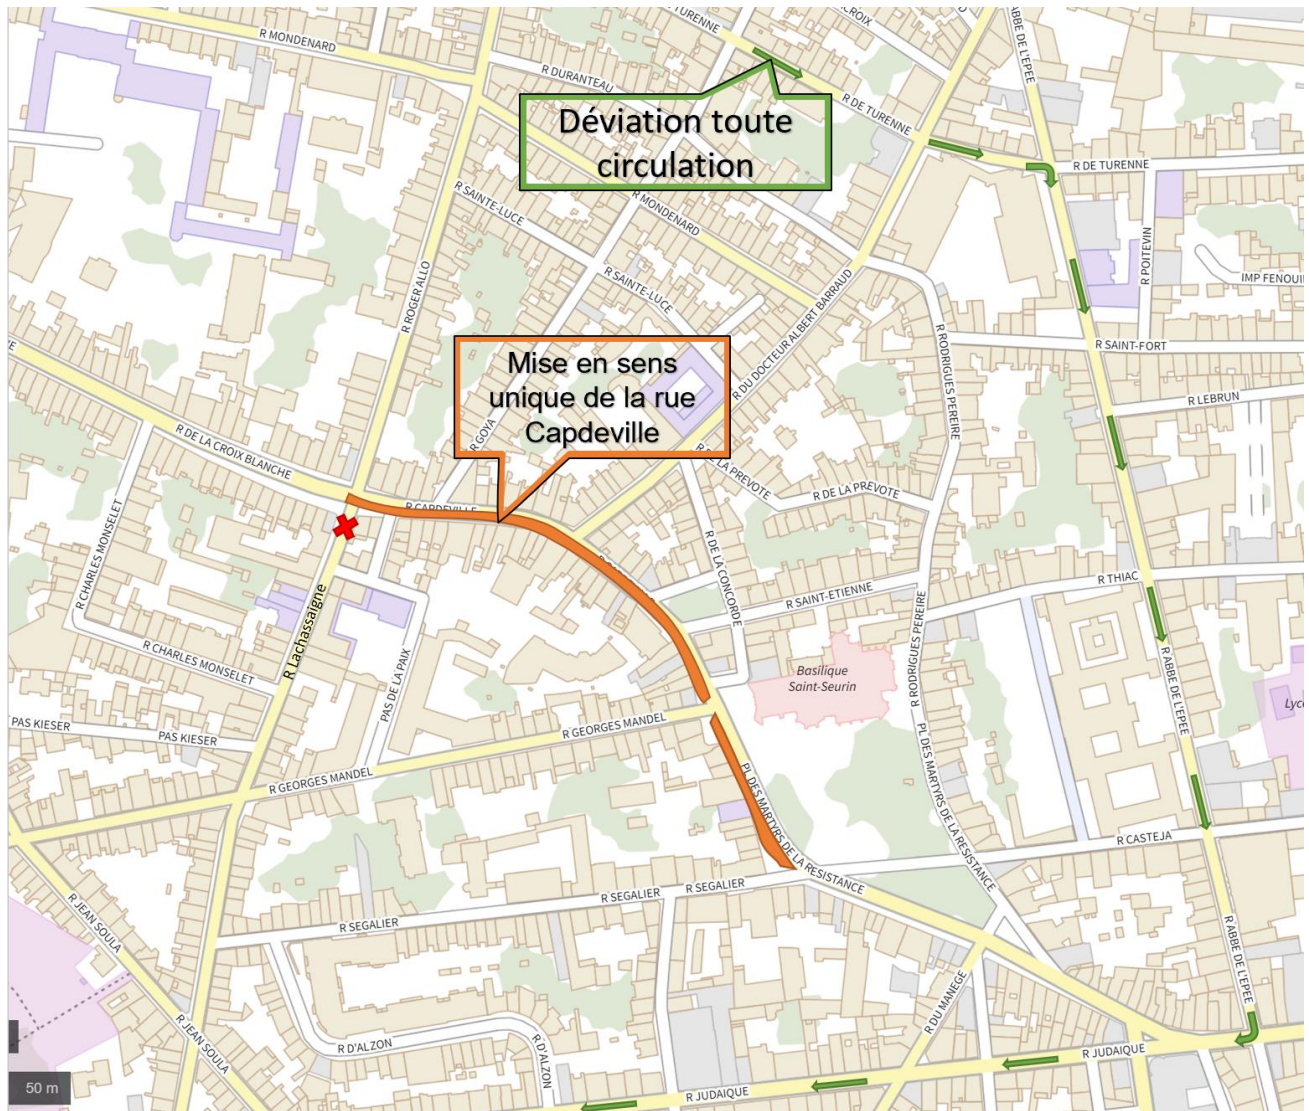 R MONDENARD
DE TURENNE
ABBE DE L'EPEE
R DURANTEAU
R DE TURENNE
Déviation toute
circulation
R DE TURENNE
R SAINTE-LUCE
R MONDENARD
R POITEVIN
R ROGER ALLO
R SAINTE-LUCE
IMP FENOUIL
R DU DOCTEUR ALBERT BARRAUD
R RODRIGUES PEREIRE
R SAINT-FORT
Mise en sens
unique de la rue
Capdeville
R LEBRUN
R GOYA
R DE LA CROIX BLANCHE
R DE LA PREVOTE
R DE LA PREVOTE
R CAPDEVILLE
R CHARLES MONSELET
R DE LA CONCORDE
R THIAC
R SAINT-ETIENNE
R Lachassaigne
R CHARLES MONSELET
PAS DE LA PAIX
Basilique
Saint-Seurin
R RODRIGUES PEREIRE
R ABBE DE L'EPEE
PAS KIESER
PAS KIESER
R GEORGES MANDEL
R GEORGES MANDEL
PL DES MARTYRS DE LA RESISTANCE
PL DES MARTYRS DE LA RESISTANCE
R CASTEJA
R SEGALIER
R SEGALIER
R SEGALIER
R JEAN SOULA
R ABBE DE L'EPEE
R DU MANEGE
R JEAN SOULA
R D'ALZON
R D'ALZON
R JUDAIQUE
R JUDAIQUE
50 m